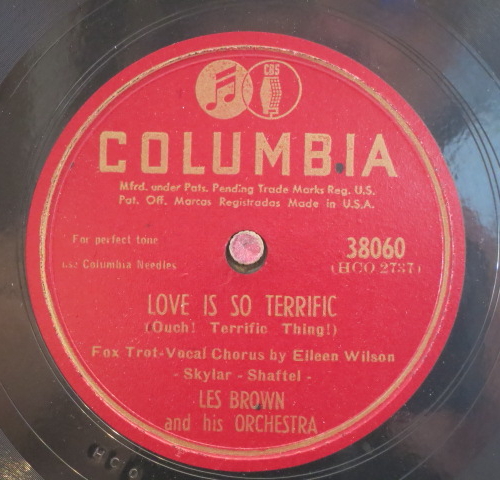 CBS
COLUMBIA
Mfrd. under Pats. Pending Trade Marks Reg. U.S.
Pat. Off. Marcas Registradas Made in U.S.A.
For perfect tone
use Columbia Needles
38060
(HCO 2737)
LOVE IS SO TERRIFIC
(Ouch! Terrific Thing!)
Fox Trot-Vocal Chorus by Eileen Wilson
- Skylar - Shaftel -
LES BROWN
and his ORCHESTRA
HCO